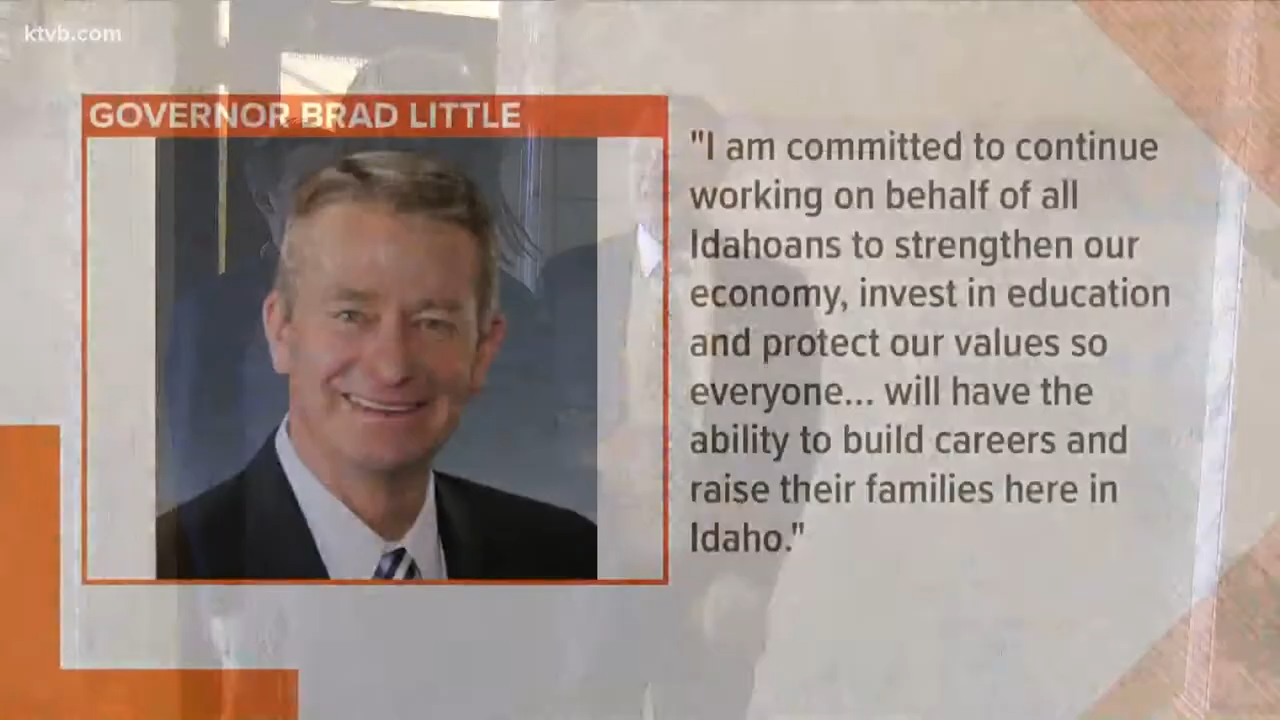 ktvb.com
GOVERNOR BRAD LITTLE
"I am committed to continue
working on behalf of all
Idahoans to strengthen our
economy, invest in education
and protect our values so
everyone... will have the
ability to build careers and
raise their families here in
Idaho."